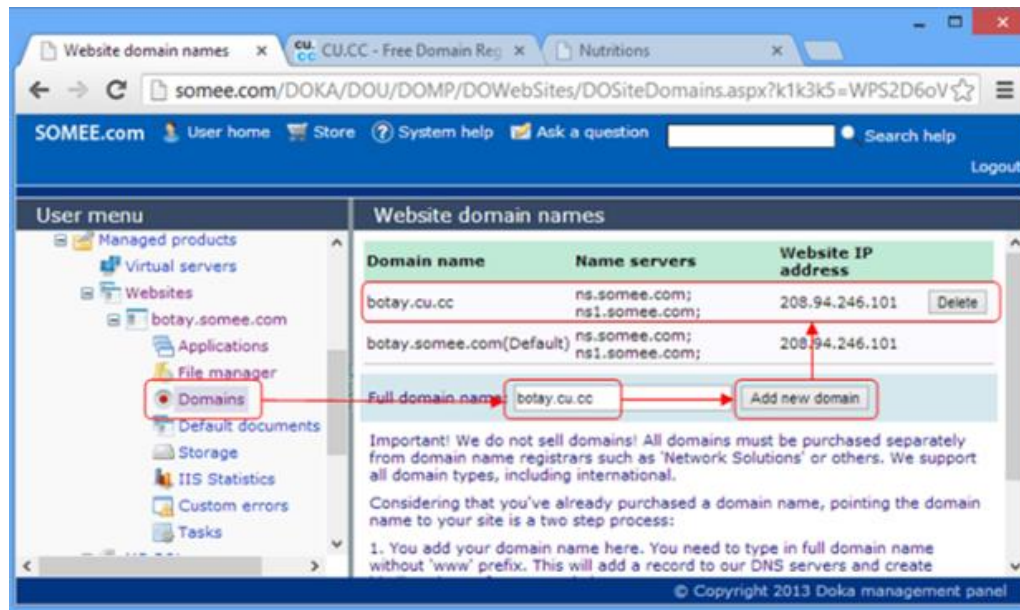 Website domain names
CU.CC - Free Domain Reg
Nutritions
somee.com/DOKA/DOU/DOMP/DOWebSites/DOSiteDomains.aspx?k1k3k5=WPS2D6oV
SOMEE.com User home Store System help Ask a question Search help
Logout
User menu
Managed products
Virtual servers
Websites
botay.somee.com
Applications
File manager
Domains
Default documents
Storage
IIS Statistics
Custom errors
Tasks
Website domain names
Domain name Name servers Website IP address
botay.cu.cc ns.somee.com; ns1.somee.com; 208.94.246.101 Delete
botay.somee.com(Default) ns.somee.com; ns1.somee.com; 208.94.246.101
Full domain name: botay.cu.cc Add new domain
Important! We do not sell domains! All domains must be purchased separately
from domain name registrars such as 'Network Solutions' or others. We support
all domain types, including international.
Considering that you've already purchased a domain name, pointing the domain
name to your site is a two step process:
1. You add your domain name here. You need to type in full domain name
without 'www' prefix. This will add a record to our DNS servers and create
© Copyright 2013 Doka management panel